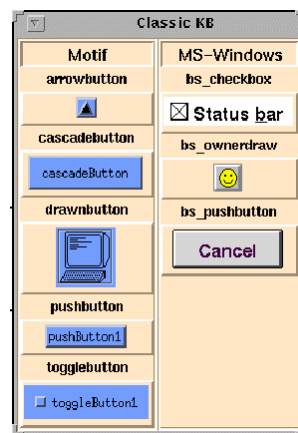 Classic KB
Motif
arrowbutton
cascadebutton
cascadeButton
drawnbutton
pushbutton
pushButton1
togglebutton
toggleButton1
MS-Windows
bs_checkbox
Status bar
bs_ownerdraw
bs_pushbutton
Cancel